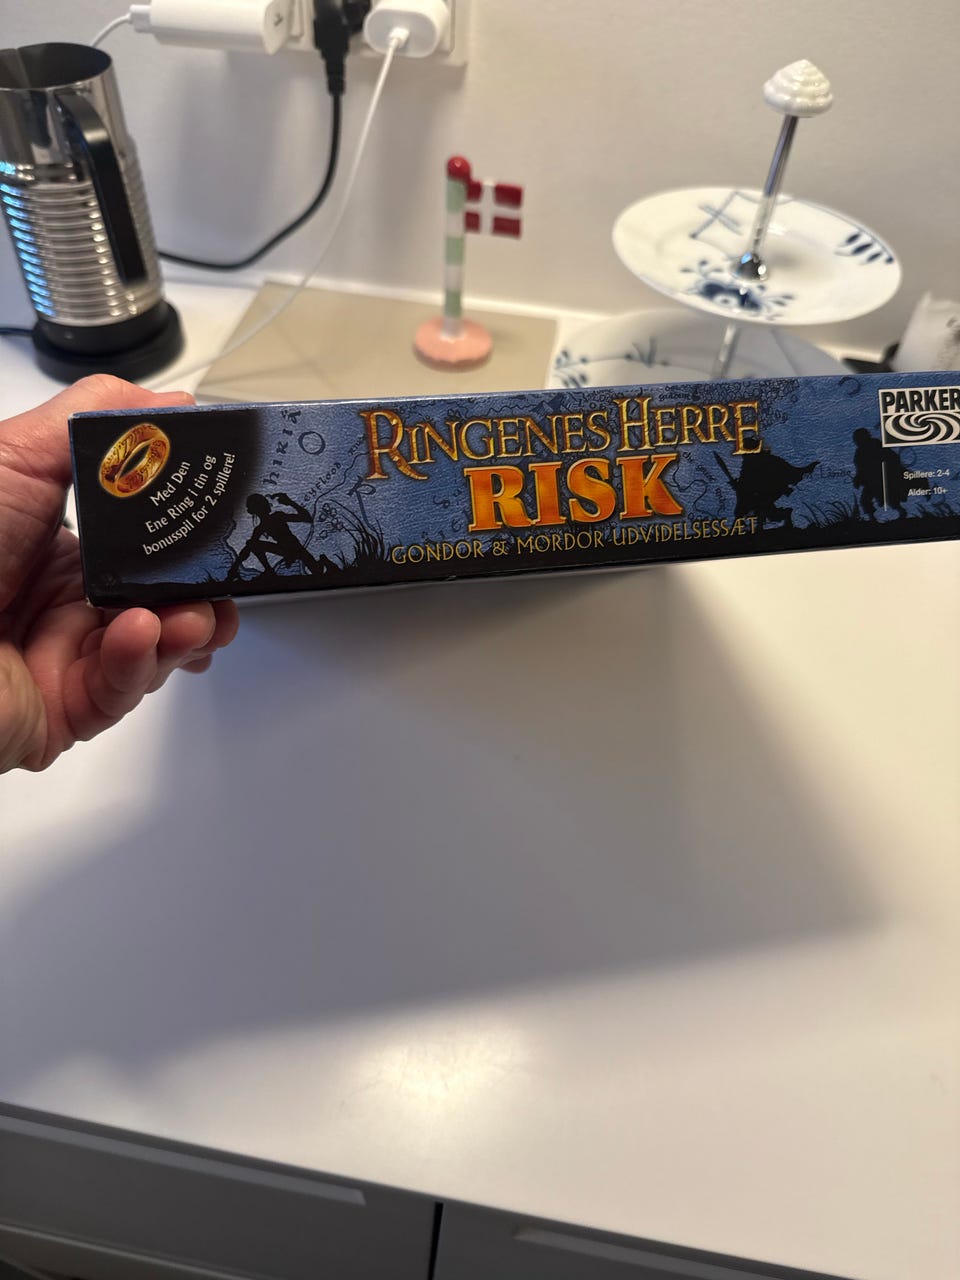 Med Den
Ene Ring i tin og
bonusspil for 2 spillere!
RINGENES HERRE
RISK
GONDOR & MORDOR UDVIDELSESSÆT
PARKER
Spillere: 2-4
Alder: 10+